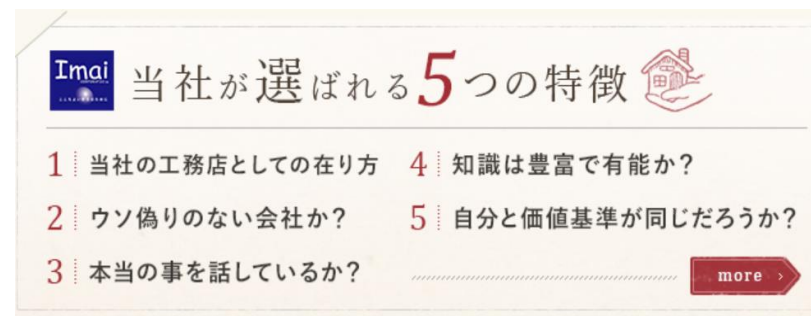 Imai
当社が選ばれる5つの特徴
1 当社の工務店としての在り方
2 ウソ偽りのない会社か?
3 本当の事を話しているか?
4 知識は豊富で有能か?
5 自分と価値基準が同じだろうか?
more